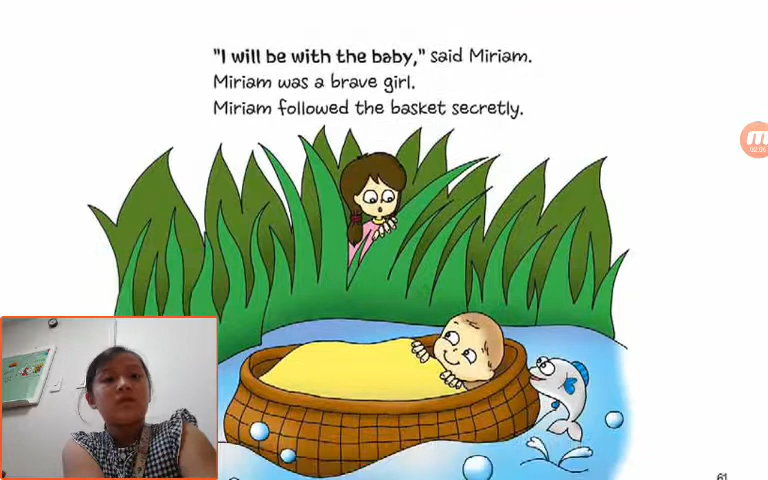 "I will be with the baby," said Miriam.
Miriam was a brave girl.
Miriam followed the basket secretly.
61